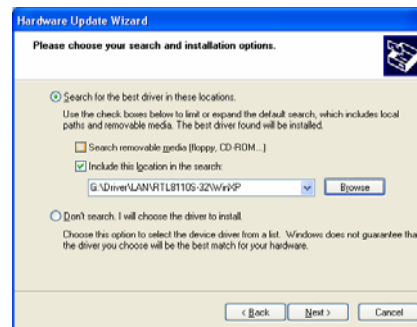 Hardware Update Wizard
Please choose your search and installation options.
Search for the best driver in these locations.
Use the check boxes below to limit or expand the default search, which includes local
paths and removable media. The best driver found will be installed.
Search removable media (floppy, CD-ROM...)
Include this location in the search:
G:\Driver\LAN\RTL8110S-32\WinXP
Browse
Don't search. I will choose the driver to install.
Choose this option to select the device driver from a list. Windows does not guarantee tha
the driver you choose will be the best match for your hardware.
< Back
Next >
Cancel